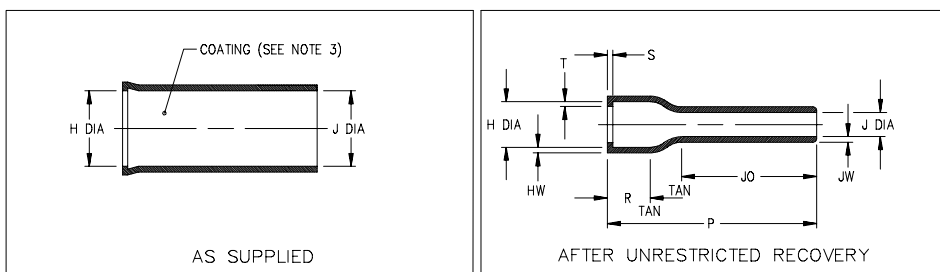 COATING (SEE NOTE 3)
H DIA
J DIA
AS SUPPLIED
T
S
H DIA
J DIA
HW
R
TAN
TAN
JO
JW
P
AFTER UNRESTRICTED RECOVERY